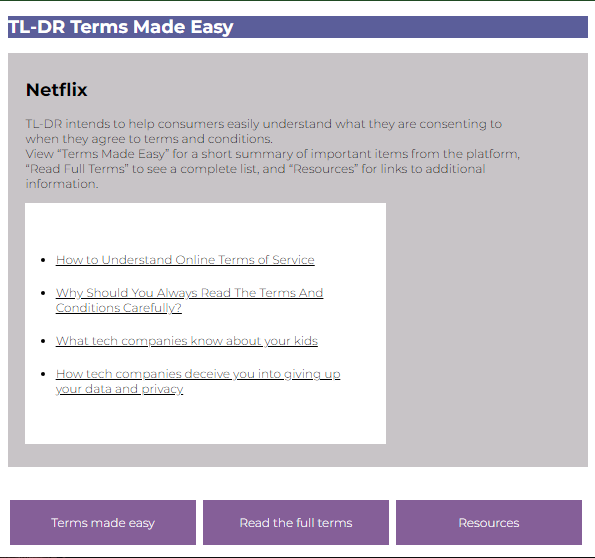 TL-DR Terms Made Easy
Netflix
TL-DR intends to help consumers easily understand what they are consenting to
when they agree to terms and conditions.
View “Terms Made Easy” for a short summary of important items from the platform,
“Read Full Terms” to see a complete list, and “Resources” for links to additional
information.
• How to Understand Online Terms of Service
• Why Should You Always Read The Terms And
Conditions Carefully?
• What tech companies know about your kids
• How tech companies deceive you into giving up
your data and privacy
Terms made easy
Read the full terms
Resources